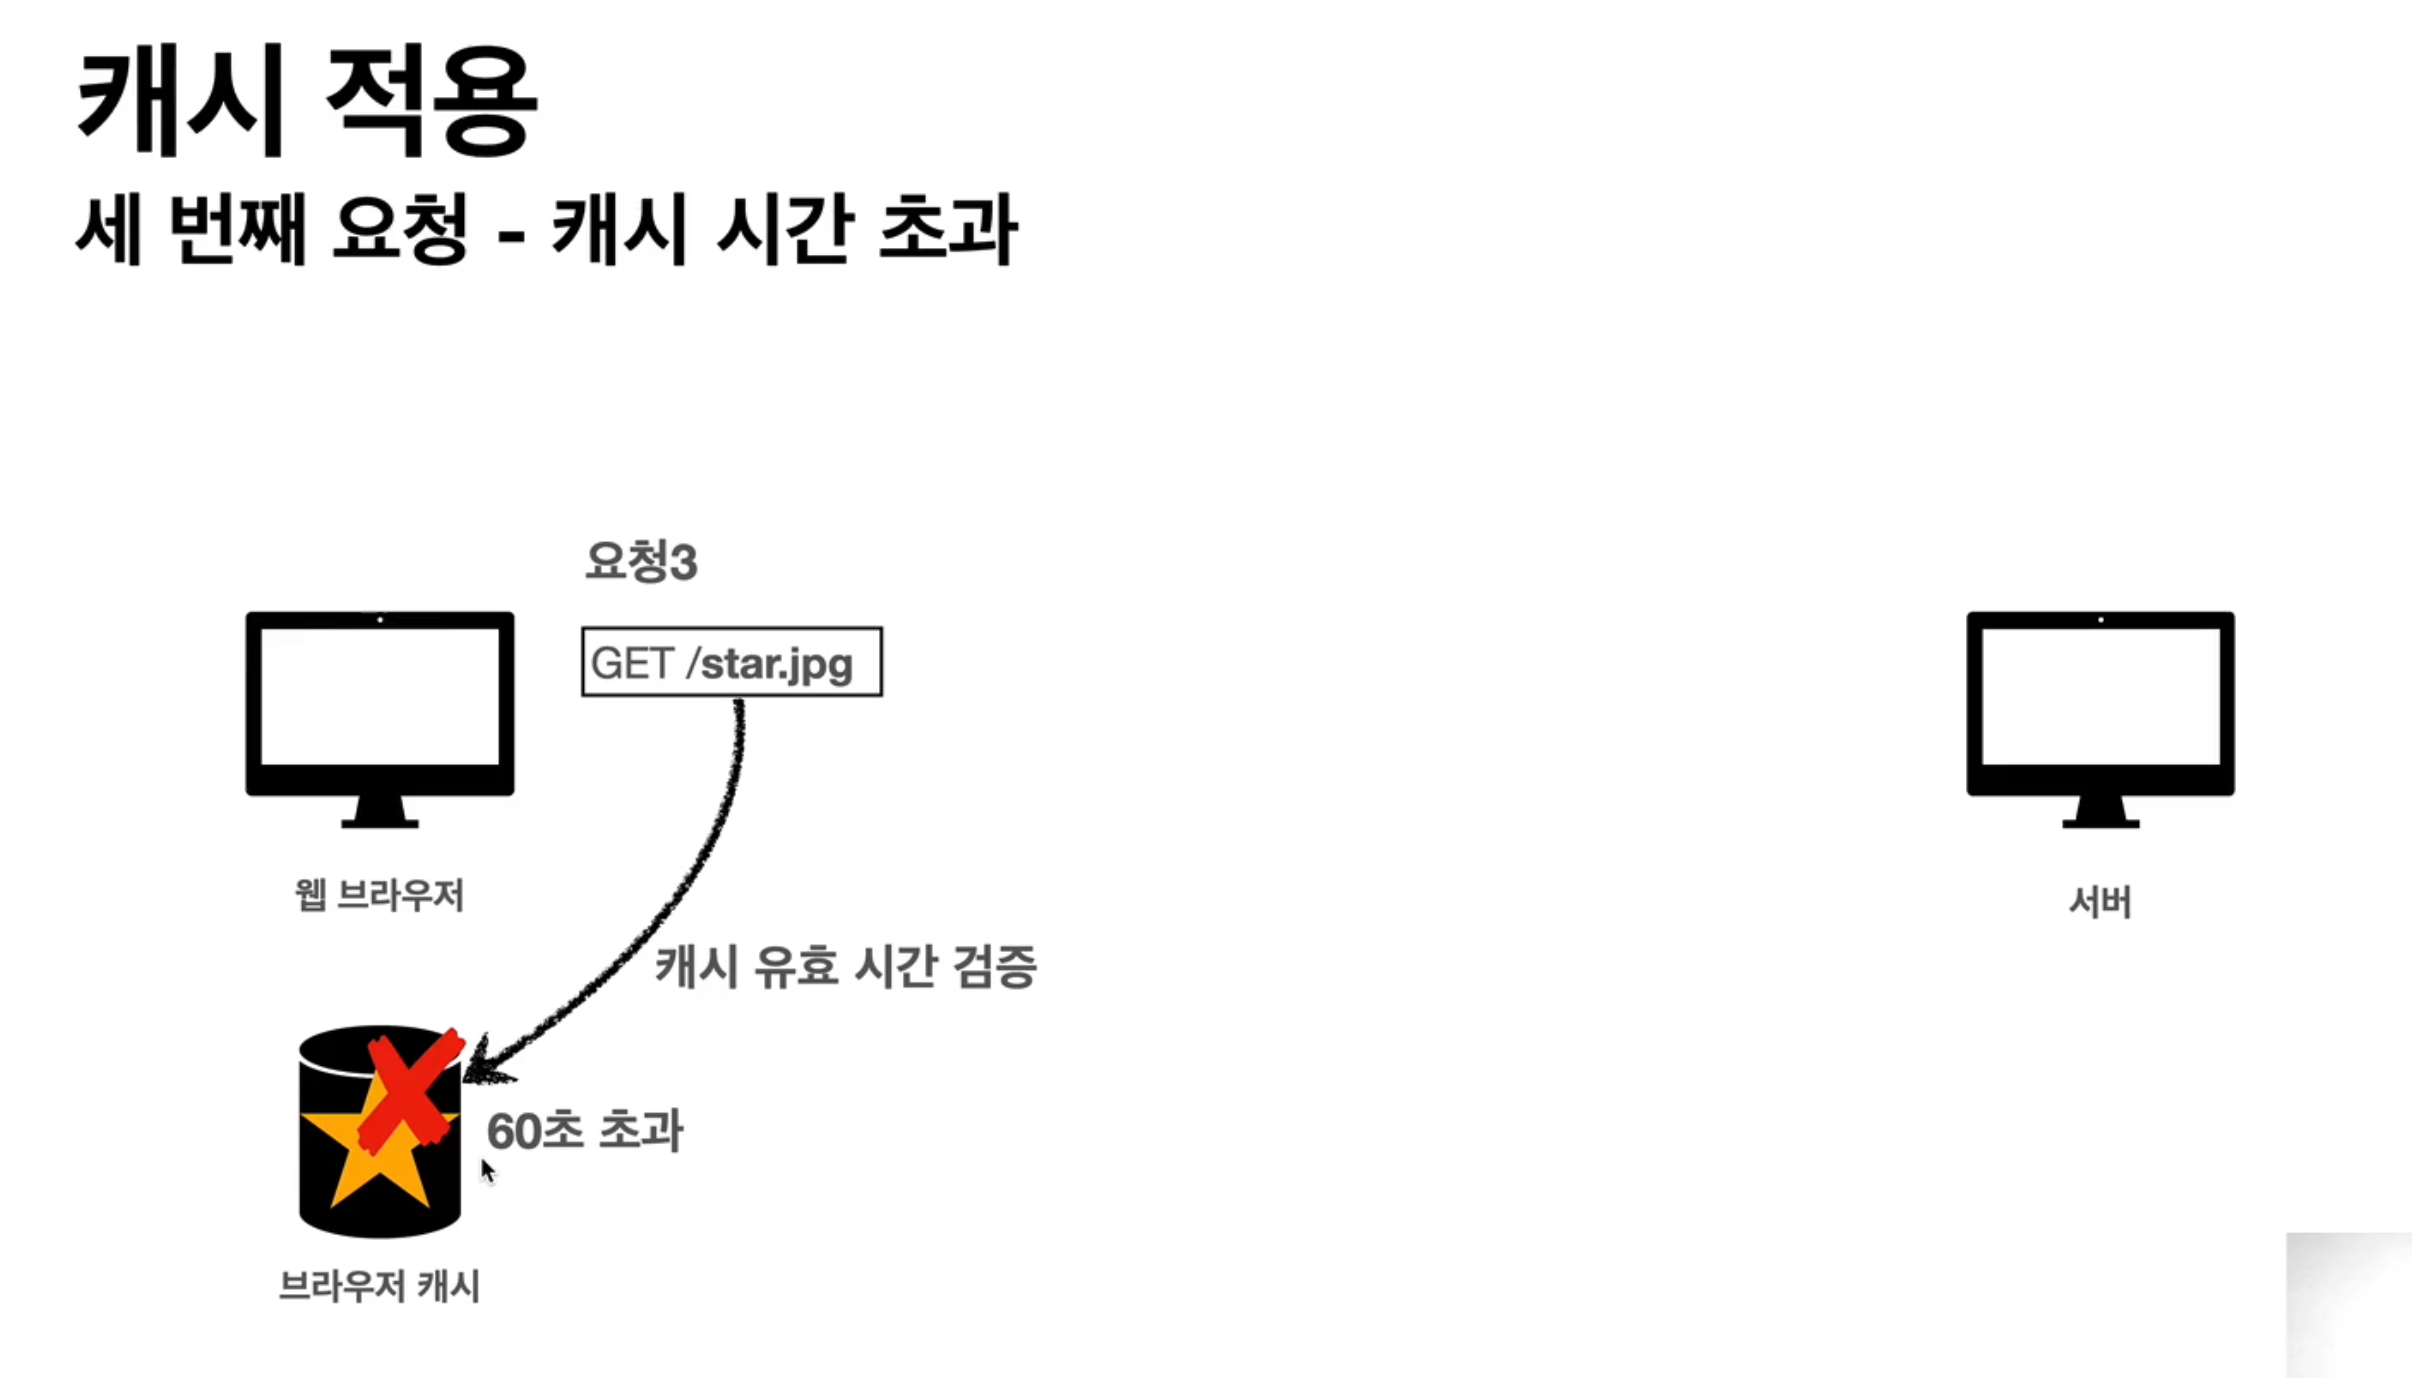 캐시 적용
세 번째 요청 - 캐시 시간 초과
요청3
GET /star.jpg
웹 브라우저
서버
캐시 유효 시간 검증
60초 초과
브라우저 캐시